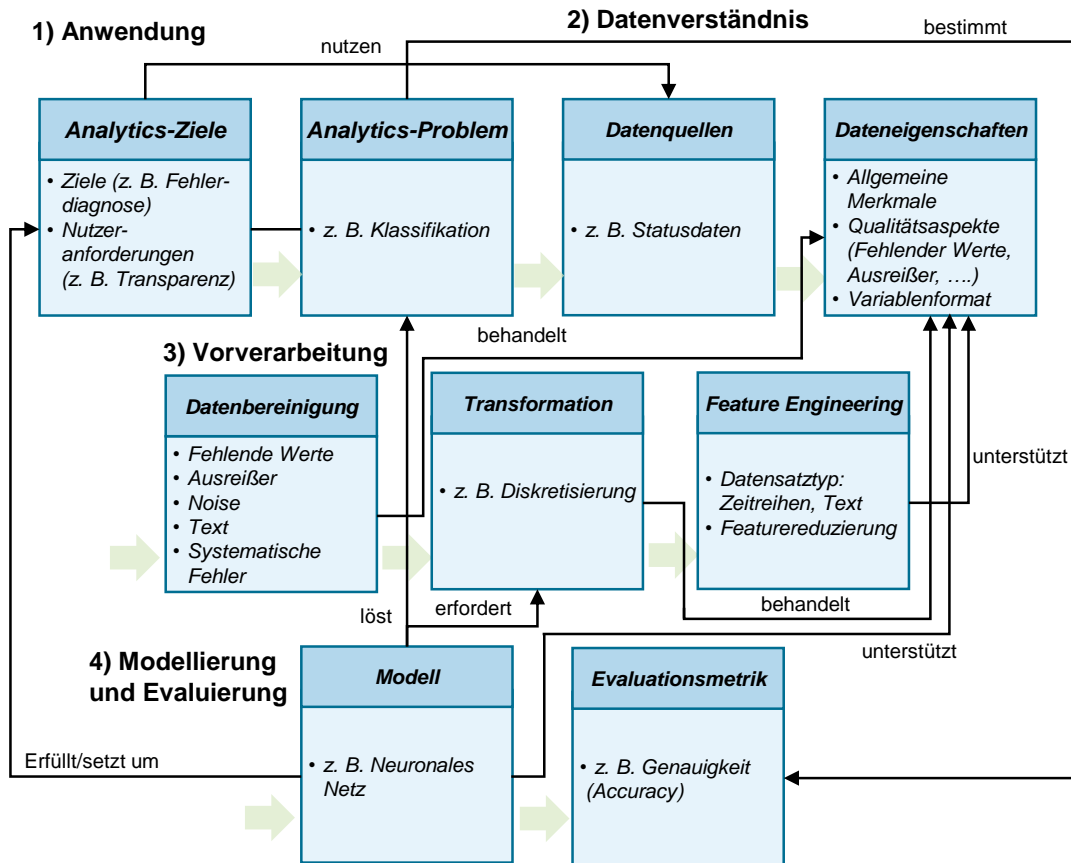 1) Anwendung
2) Datenverständnis
nutzen
bestimmt
Analytics-Ziele
• Ziele (z. B. Fehler-
diagnose)
• Nutzer-
anforderungen
(z. B. Transparenz)
Analytics-Problem
• z. B. Klassifikation
Datenquellen
• z. B. Statusdaten
Dateneigenschaften
• Allgemeine
Merkmale
• Qualitätsaspekte
(Fehlender Werte,
Ausreißer, ….)
• Variablenformat
behandelt
3) Vorverarbeitung
Datenbereinigung
• Fehlende Werte
• Ausreißer
• Noise
• Text
• Systematische
Fehler
Transformation
• z. B. Diskretisierung
Feature Engineering
• Datensatztyp:
Zeitreihen, Text
• Featurereduzierung
unterstützt
löst
erfordert
behandelt
unterstützt
4) Modellierung
und Evaluierung
Modell
• z. B. Neuronales
Netz
Evaluationsmetrik
• z. B. Genauigkeit
(Accuracy)
Erfüllt/setzt um